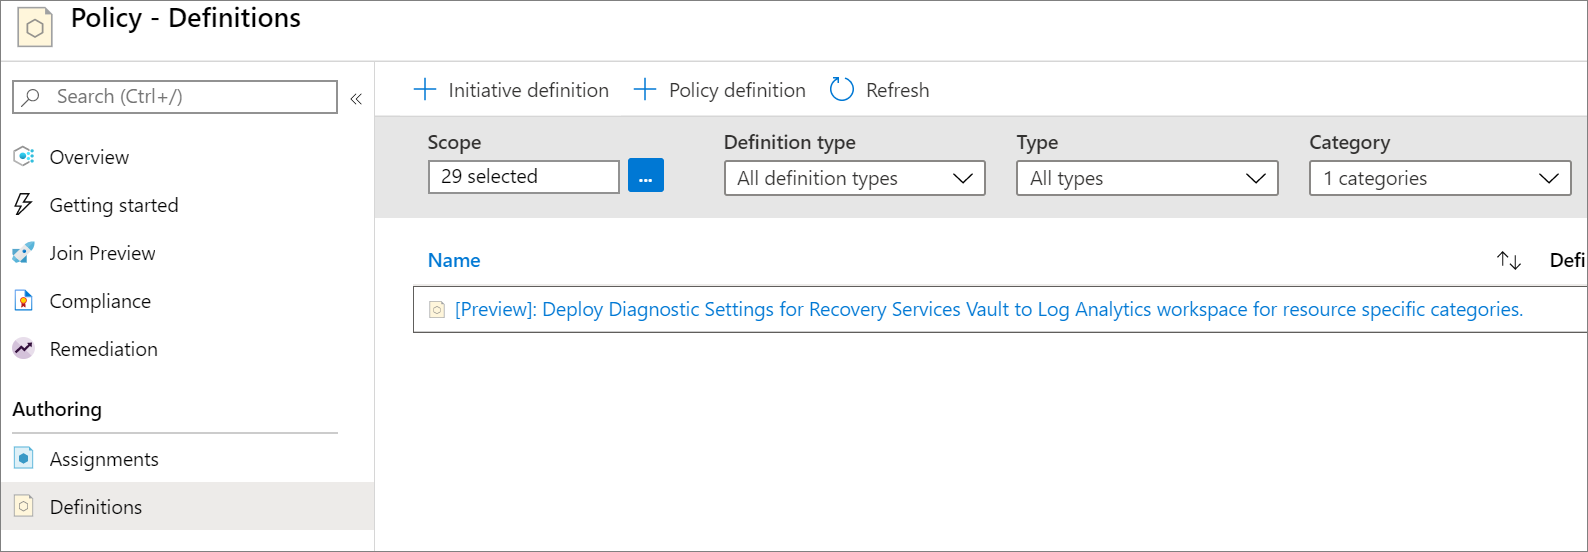 Policy - Definitions
Search (Ctrl+/)
«
Overview
Getting started
Join Preview
Compliance
Remediation
Authoring
Assignments
Definitions
Initiative definition
Policy definition
Refresh
Scope
29 selected
...
Definition type
All definition types
Type
All types
Category
1 categories
Name
Defi
[Preview]: Deploy Diagnostic Settings for Recovery Services Vault to Log Analytics workspace for resource specific categories.